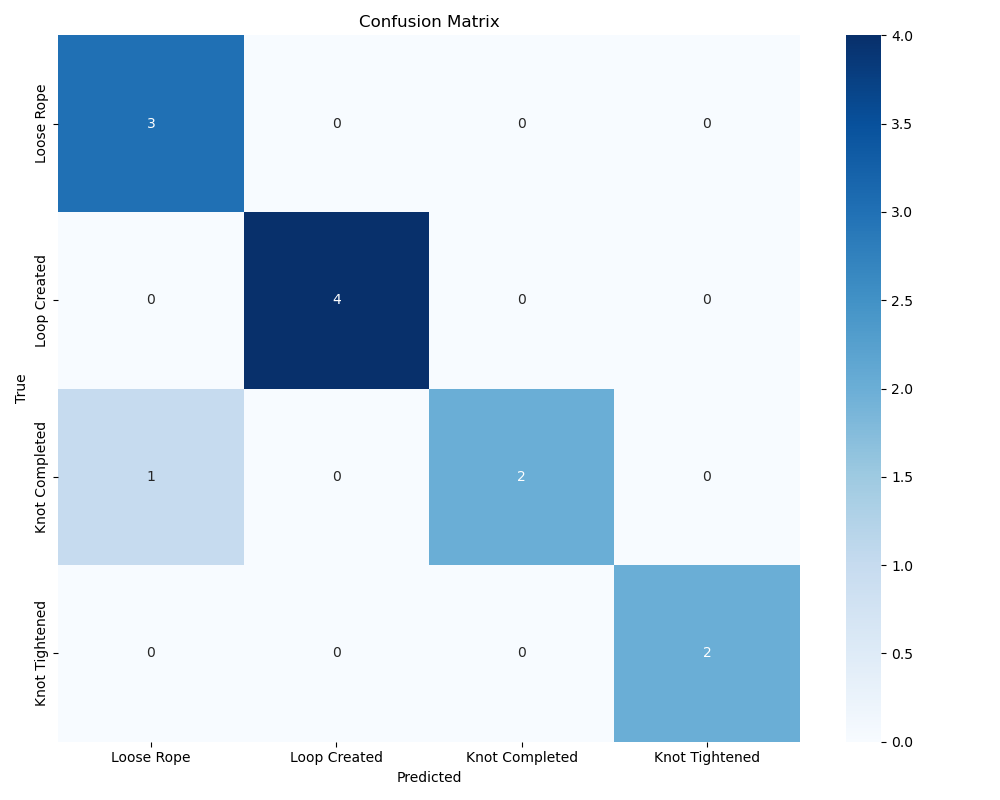 Confusion Matrix
True
Loose Rope
3 0 0 0
Loop Created
0 4 0 0
Knot Completed
1 0 2 0
Knot Tightened
0 0 0 2
Loose Rope Loop Created Knot Completed Knot Tightened
Predicted
4.0
3.5
3.0
2.5
2.0
1.5
1.0
0.5
0.0